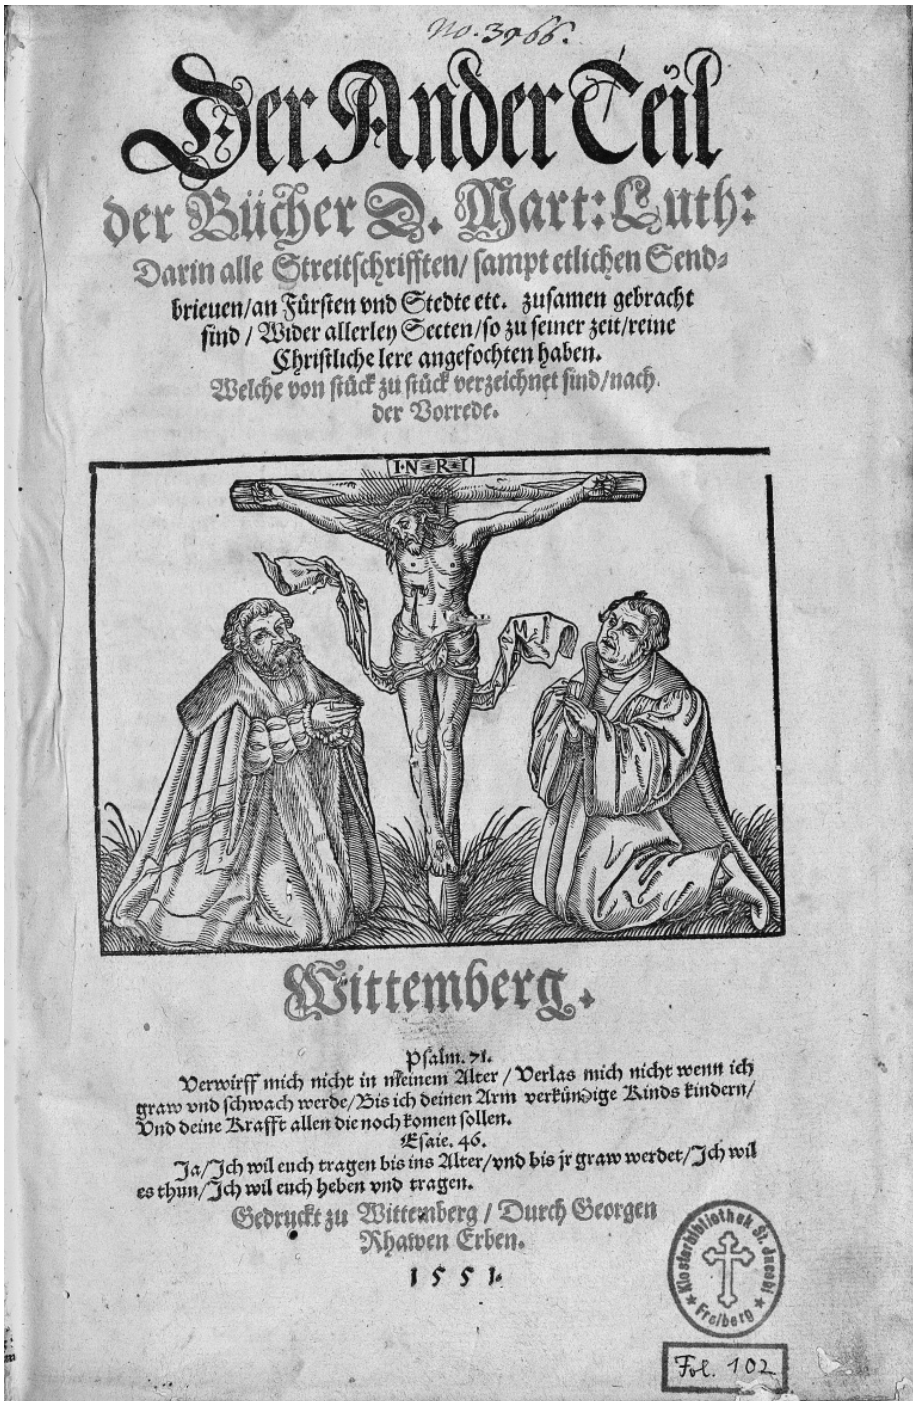 No. 3766.
Der Ander Teil
der Bücher D. Mart: Luth:
Darin alle Streitschrifften/ sampt etlichen Send-
brieuen/an Fürsten vnd Stedte etc. zusamen gebracht
sind / Wider allerley Secten/so zu seiner zeit/reine
Christliche lere angefochten haben.
Welche von stück zu stück verzeichnet sind/nach
der Vorrede.
I·N·R·I
Wittemberg.
Psalm. 71.
Verwirff mich nicht in meinem Alter / Verlas mich nicht wenn ich
graw vnd schwach werde/Bis ich deinen Arm verkündige Kinds kindern/
Vnd deine Krafft allen die noch komen sollen.
Esaie. 46.
Ja/Ich wil euch tragen bis ins Alter/vnd bis jr graw werdet/Ich wil
es thun/Ich wil euch heben vnd tragen.
Gedruckt zu Wittemberg / Durch Georgen
Rhawen Erben.
1551.
Klosterbibliothek St. Jacobi
Freiberg
Fol. 102